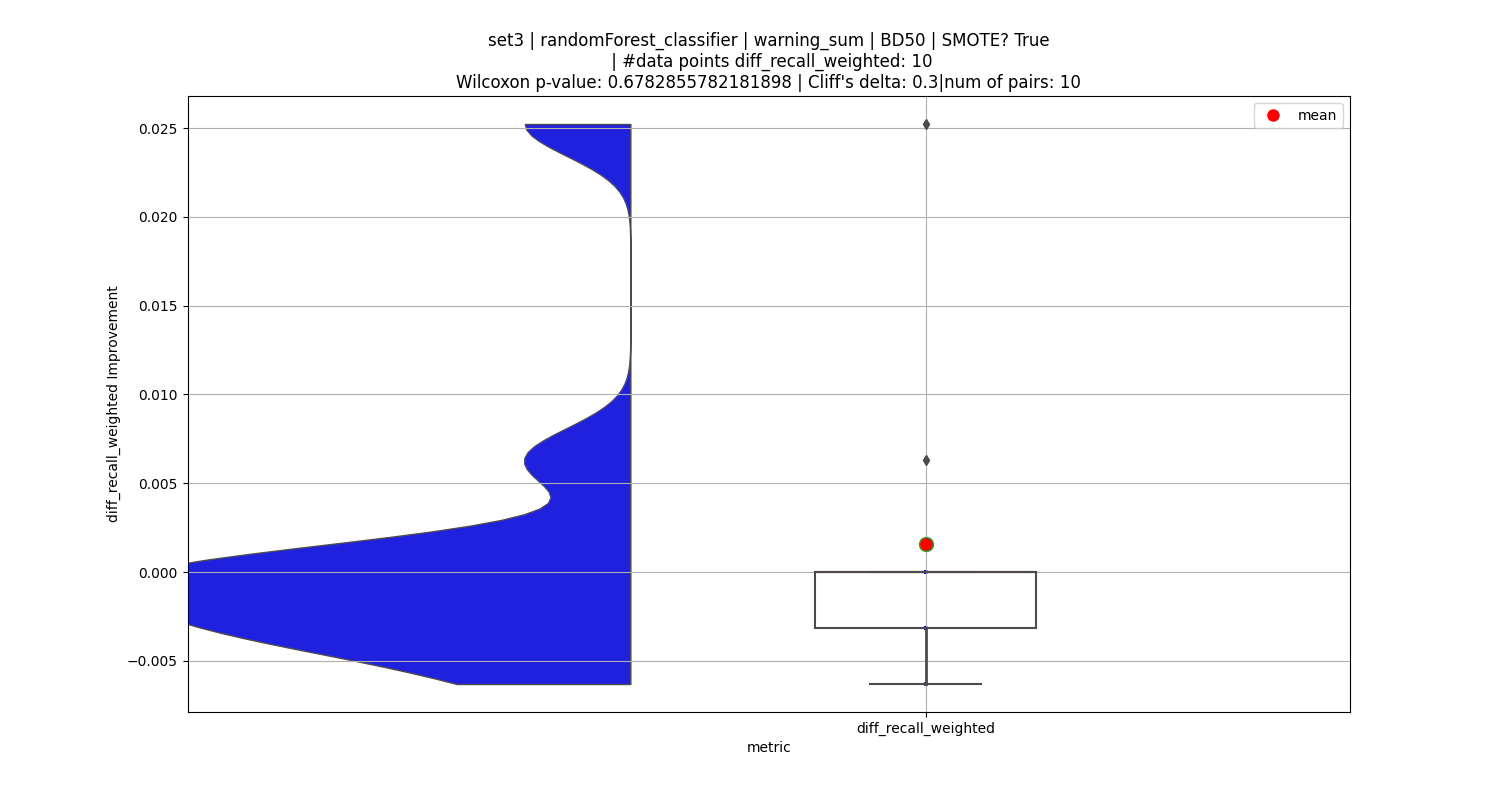 set3 | randomForest_classifier | warning_sum | BD50 | SMOTE? True
| #data points diff_recall_weighted: 10
Wilcoxon p-value: 0.6782855782181898 | Cliff's delta: 0.3|num of pairs: 10
mean
0.025
0.020
0.015
0.010
0.005
0.000
−0.005
diff_recall_weighted Improvement
diff_recall_weighted
metric